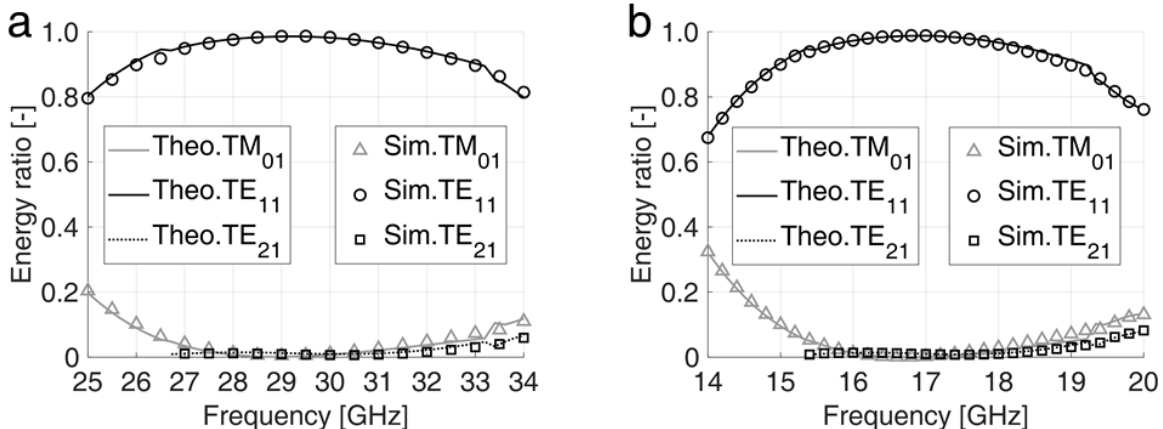 a
1.0
0.8
0.6
0.4
0.2
0
Energy ratio [-]
Theo.TM01
Theo.TE11
Theo.TE21
Sim.TM01
Sim.TE11
Sim.TE21
25 26 27 28 29 30 31 32 33 34
Frequency [GHz]
b
1.0
0.8
0.6
0.4
0.2
0
Energy ratio [-]
Theo.TM01
Theo.TE11
Theo.TE21
Sim.TM01
Sim.TE11
Sim.TE21
14 15 16 17 18 19 20
Frequency [GHz]